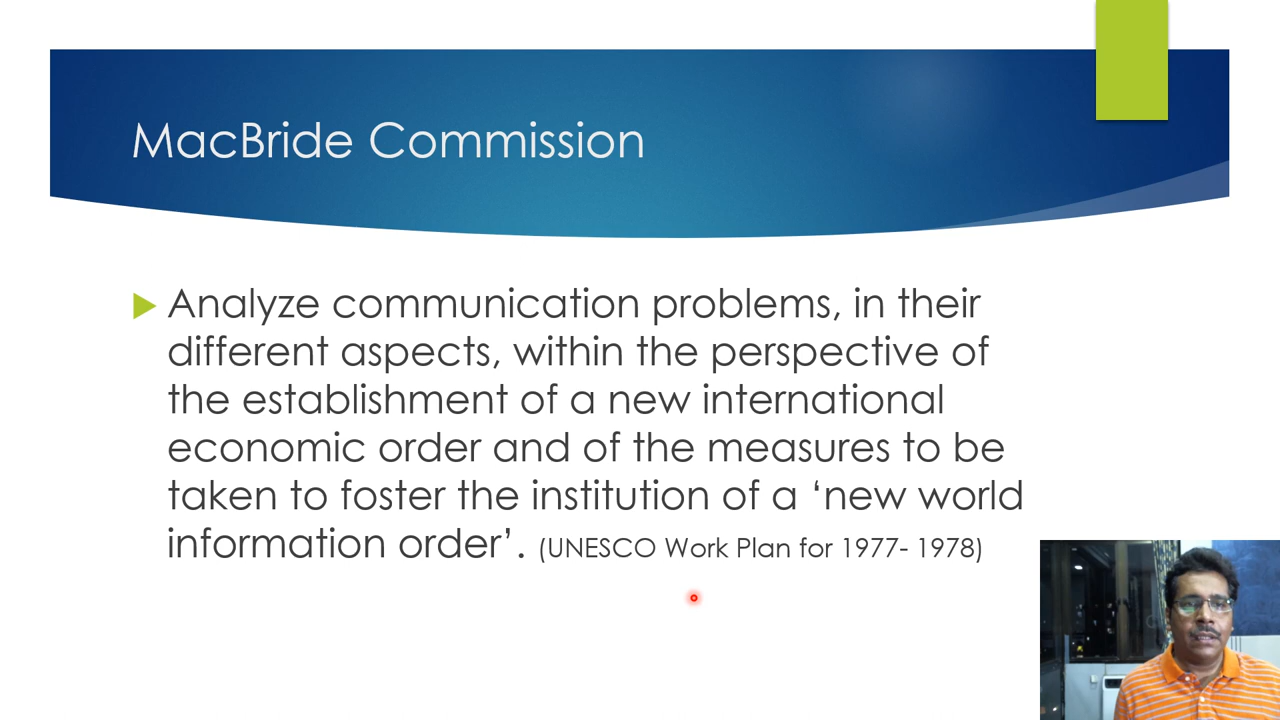 MacBride Commission
Analyze communication problems, in their
different aspects, within the perspective of
the establishment of a new international
economic order and of the measures to be
taken to foster the institution of a ‘new world
information order’. (UNESCO Work Plan for 1977- 1978)